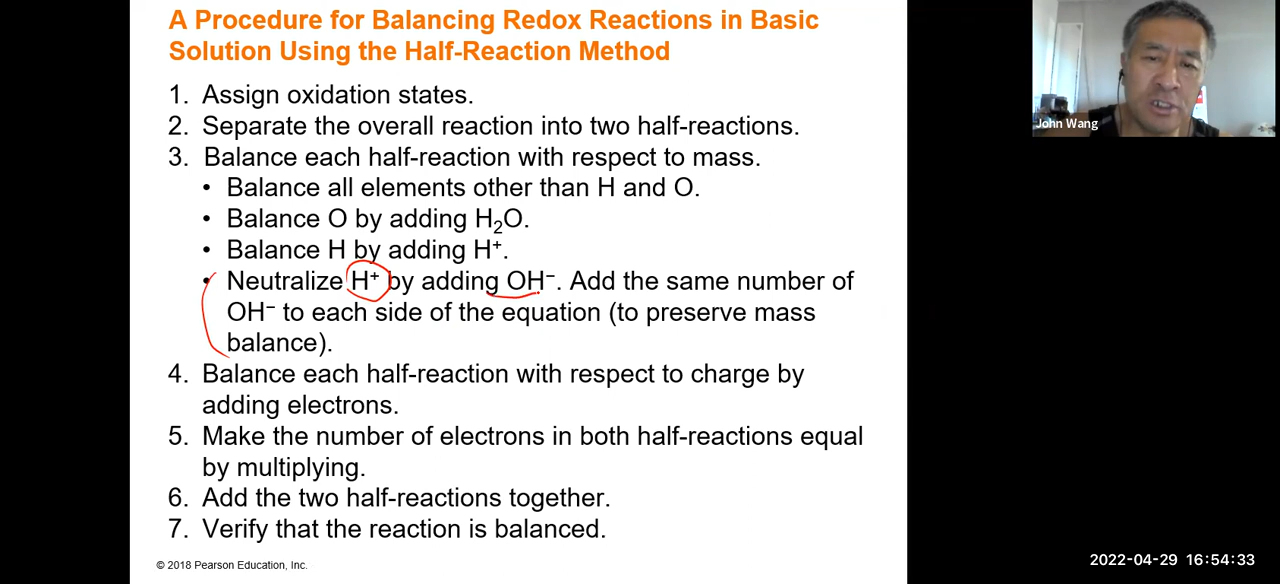 A Procedure for Balancing Redox Reactions in Basic
Solution Using the Half-Reaction Method
1. Assign oxidation states.
2. Separate the overall reaction into two half-reactions.
3. Balance each half-reaction with respect to mass.
• Balance all elements other than H and O.
• Balance O by adding H₂O.
• Balance H by adding H⁺.
• Neutralize H⁺ by adding OH⁻. Add the same number of
OH⁻ to each side of the equation (to preserve mass
balance).
4. Balance each half-reaction with respect to charge by
adding electrons.
5. Make the number of electrons in both half-reactions equal
by multiplying.
6. Add the two half-reactions together.
7. Verify that the reaction is balanced.
© 2018 Pearson Education, Inc.
John Wang
2022-04-29 16:54:33